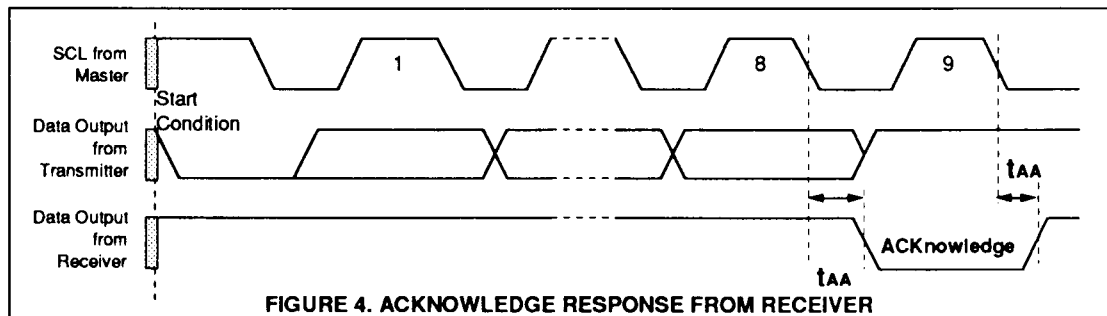 SCL from
Master
1
8
9
Start
Condition
Data Output
from
Transmitter
tAA
Data Output
from
Receiver
ACKnowledge
tAA
FIGURE 4. ACKNOWLEDGE RESPONSE FROM RECEIVER